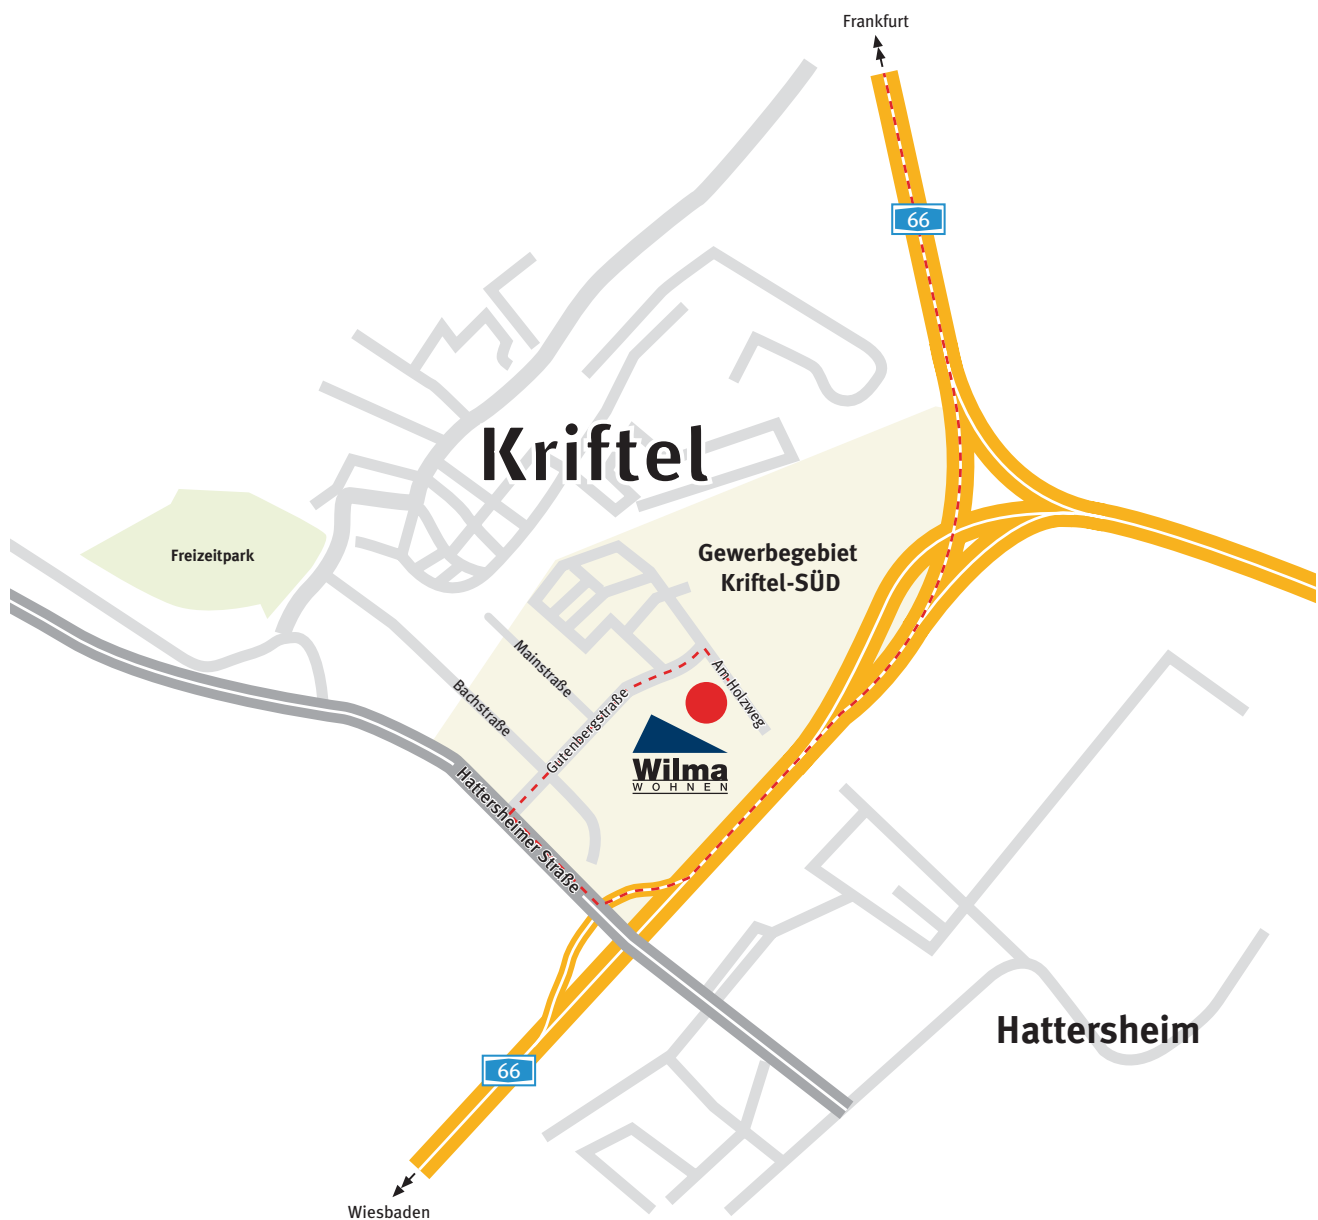 Frankfurt
66
Kriftel
Gewerbegebiet
Kriftel-SÜD
Freizeitpark
Mainstraße
Am Holzweg
Bachstraße
Gutenbergstraße
Wilma
WOHNEN
Hattersheimer Straße
Hattersheim
66
Wiesbaden